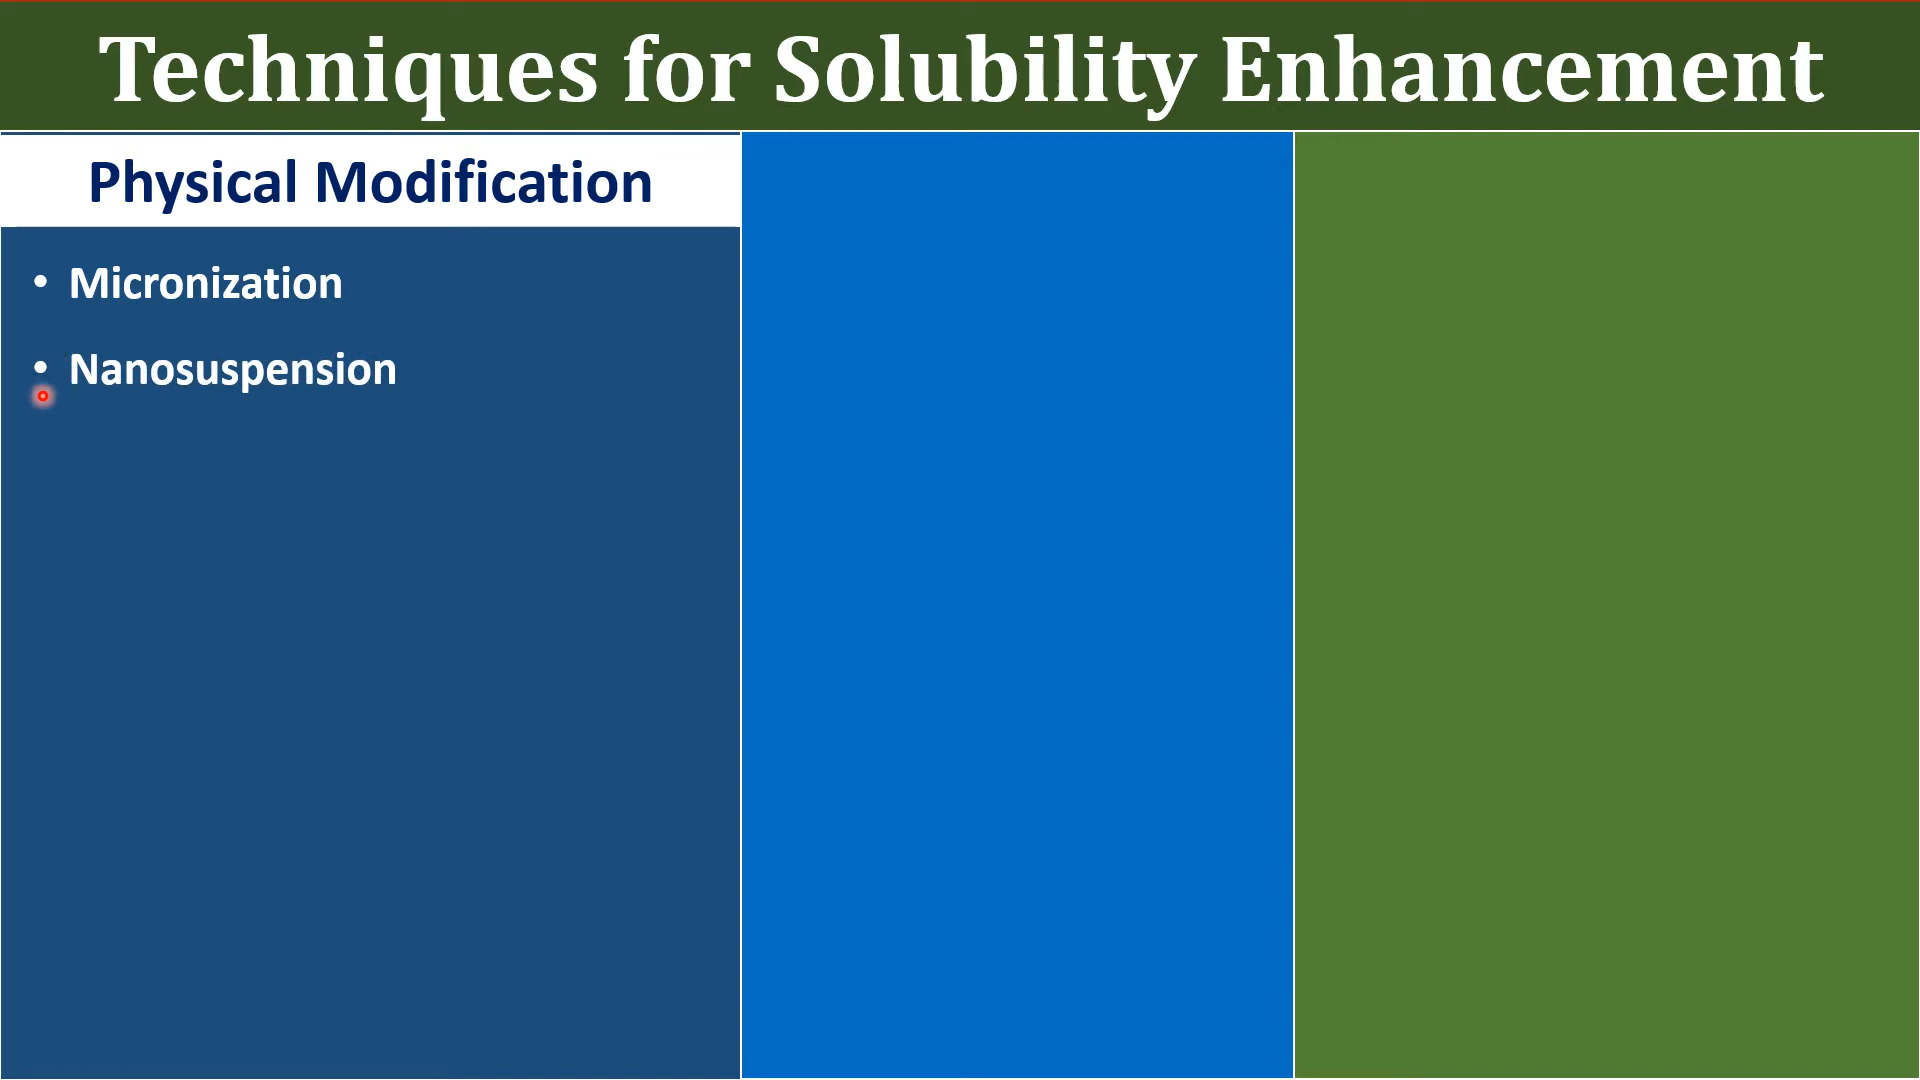 Techniques for Solubility Enhancement
Physical Modification
• Micronization
• Nanosuspension